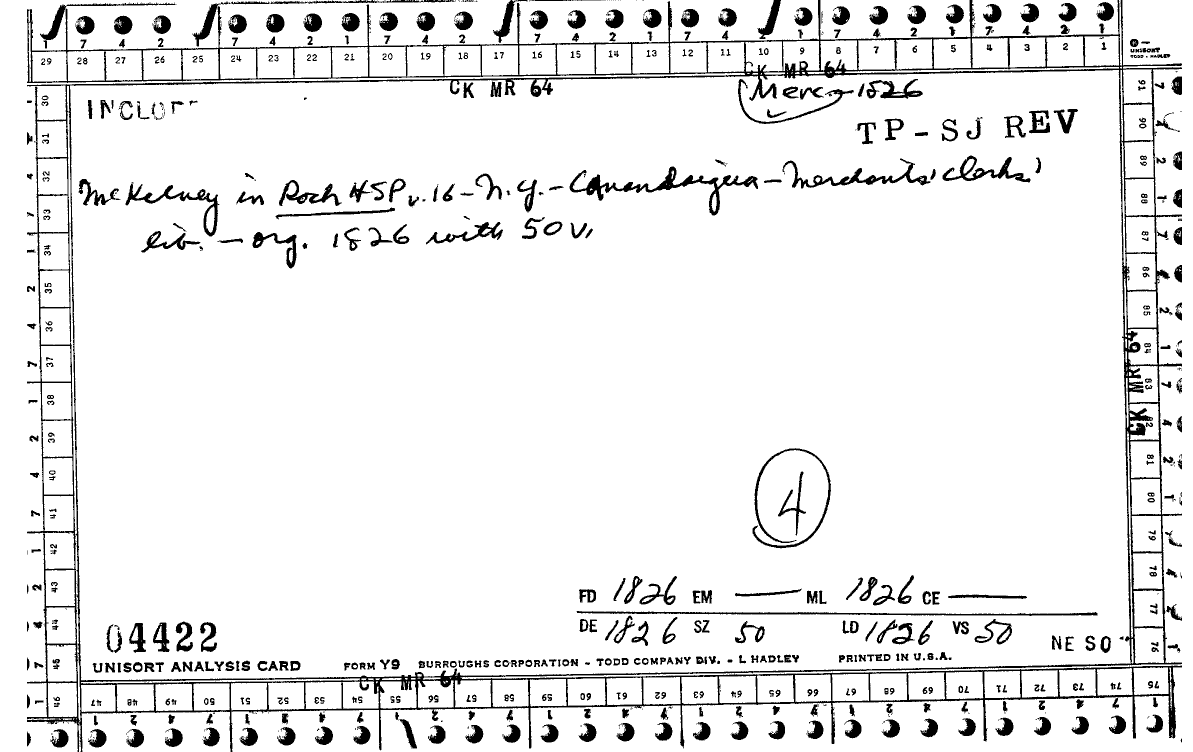 7 4 2 1 7 4 2 1 7 4 2 1 7 4 2 1 7 4 2 1 7 4 2 1
29 28 27 26 25 24 23 22 21 20 19 18 17 16 15 14 13 12 11 10 9 8 7 6 5 4 3 2 1
UNISORT
TODD - HADLEY
CK MR 64
CK MR 64
Merc 1826
TP-SJ REV
McKelvey in Roch HSP v. 16 - N.Y. - Canandaigua - Merchants' Clerks'
lib. - org. 1826 with 50 v.
4
FD 1826 EM — ML 1826 CE —
DE 1826 SZ 50 LD 1826 VS 50
NE SO
04422
UNISORT ANALYSIS CARD FORM Y9 BURROUGHS CORPORATION - TODD COMPANY DIV. - L HADLEY PRINTED IN U.S.A.
CK MR 64
30 31 32 33 34 35 36 37 38 39 40 41 42 43 44 45
46 47 48 49 50 51 52 53 54 55 56 57 58 59 60 61 62 63 64 65 66 67 68 69 70 71 72 73 74 75
91 90 89 88 87 86 85 84 83 82 81 80 79 78 77 76
CK MR 64